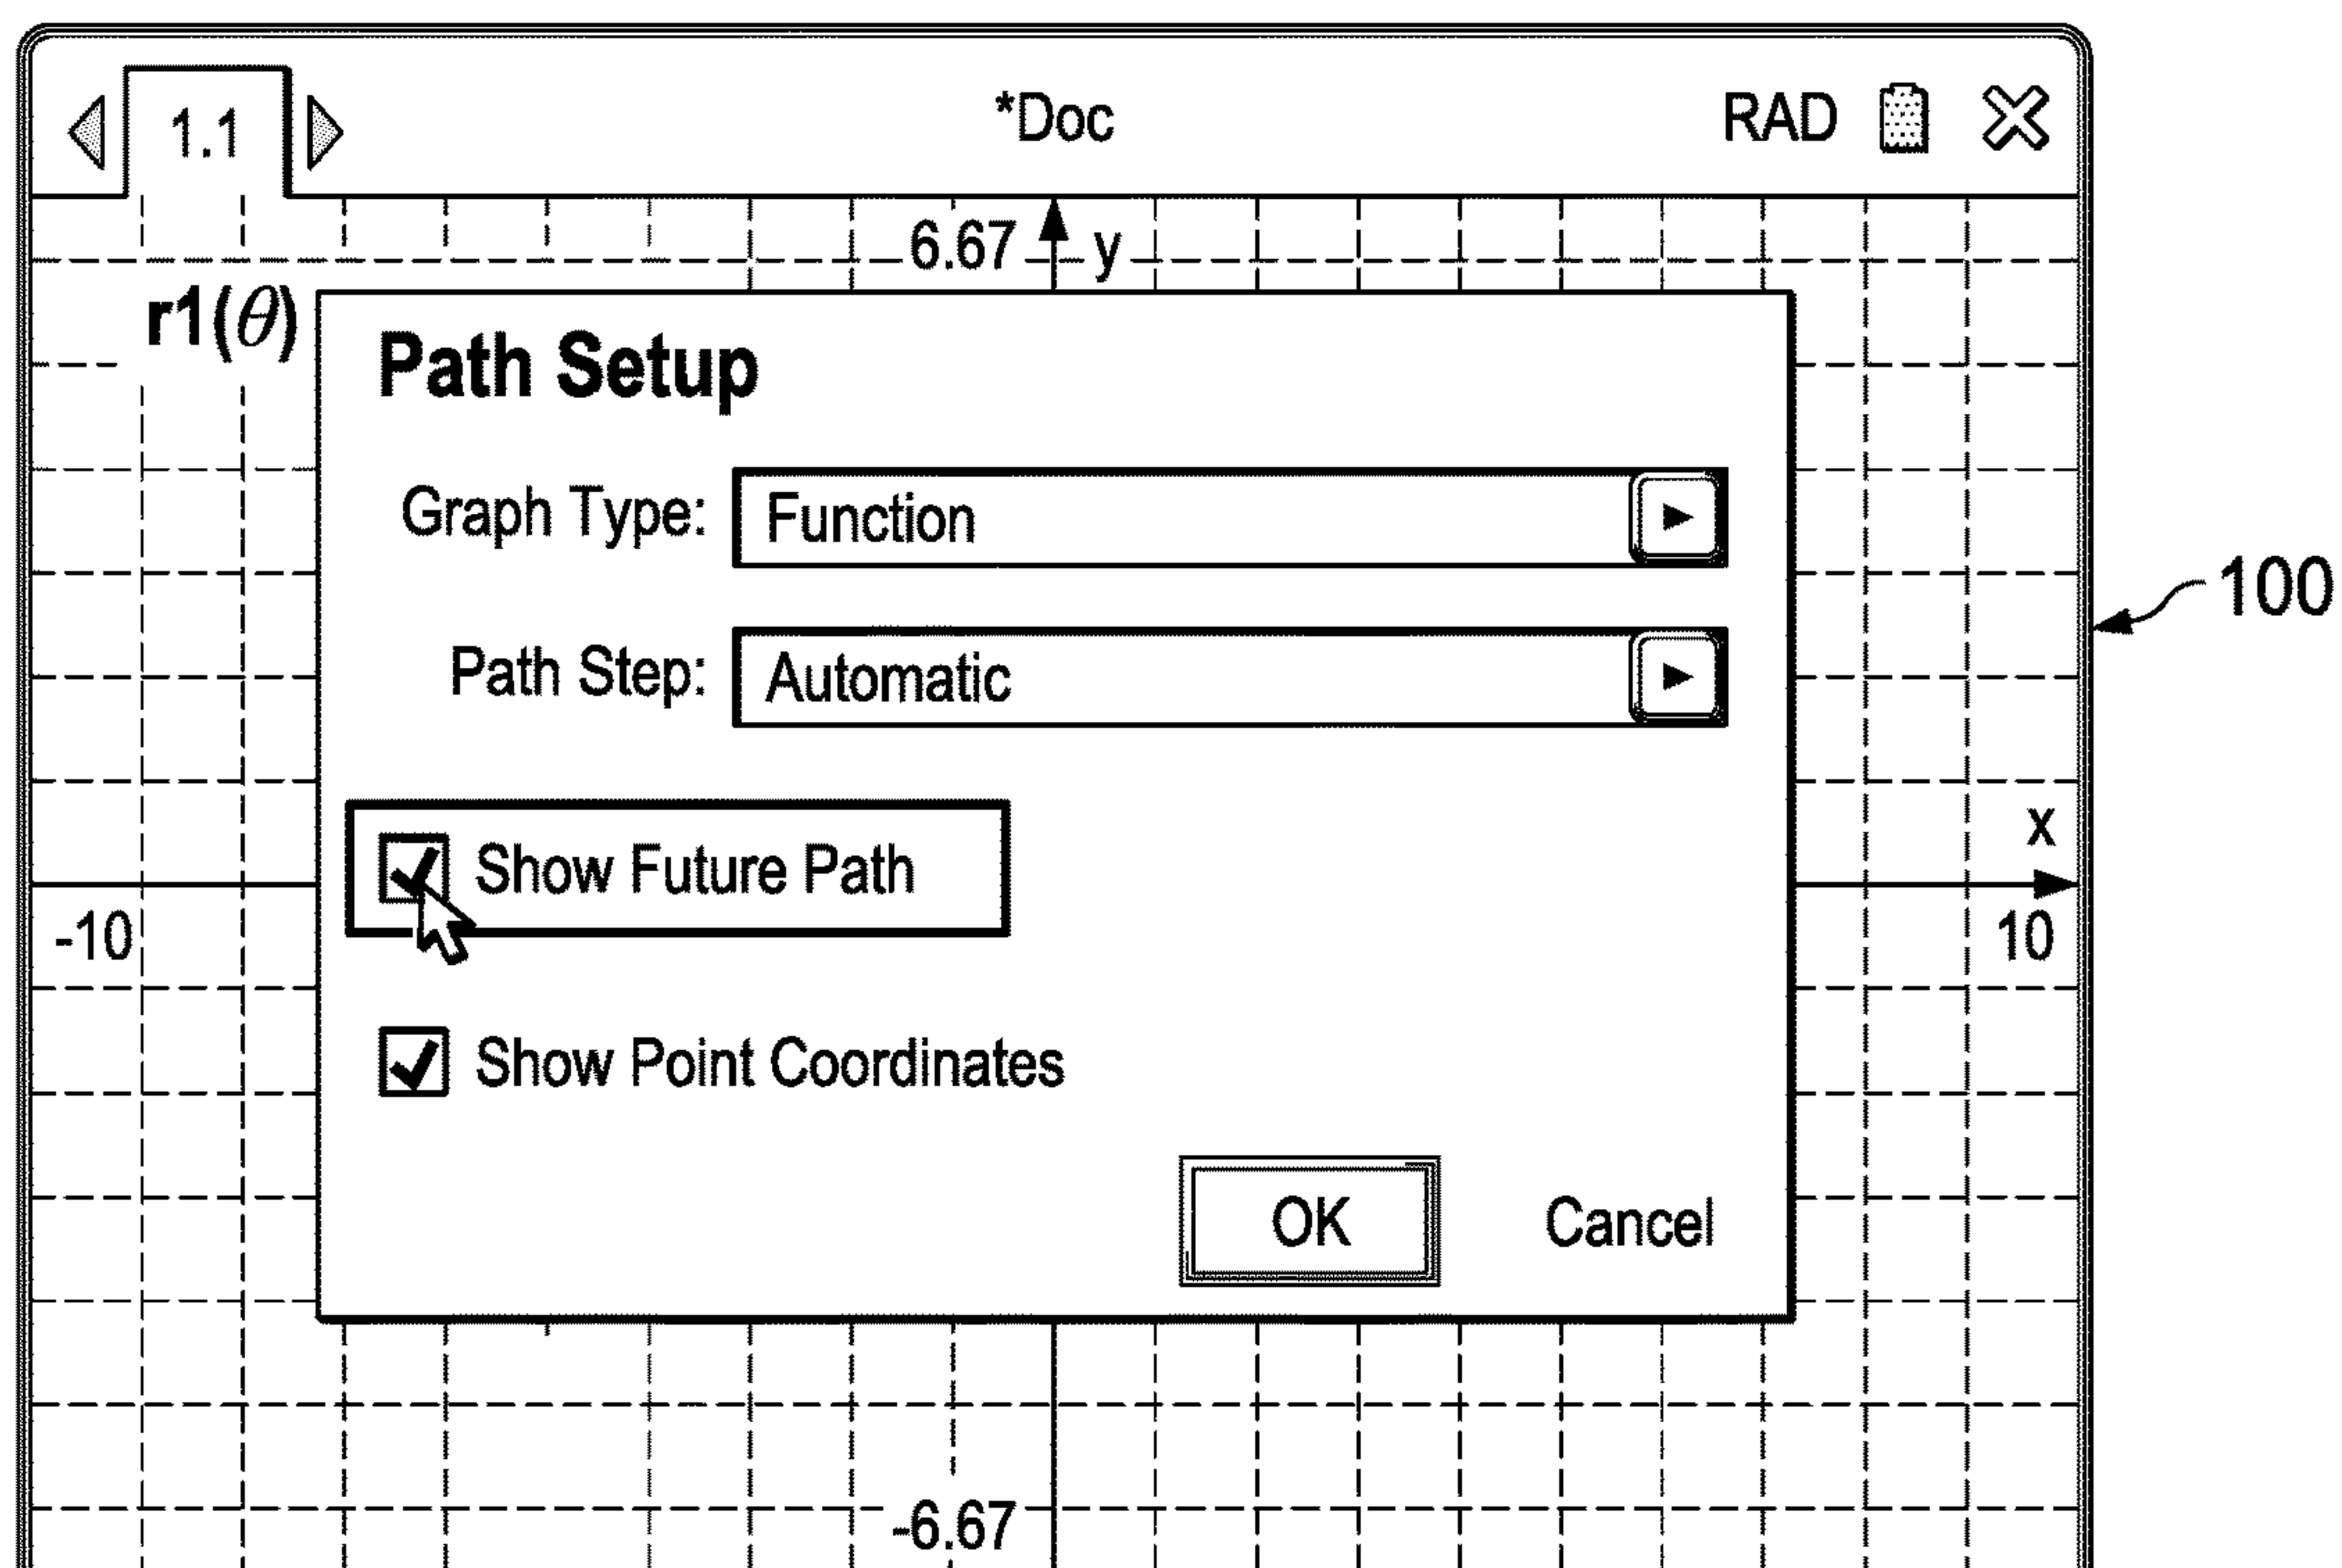 1.1 *Doc RAD
6.67 y
r1(θ)
Path Setup
Graph Type: Function
100
Path Step: Automatic
x
Show Future Path
-10 10
Show Point Coordinates
OK Cancel
-6.67